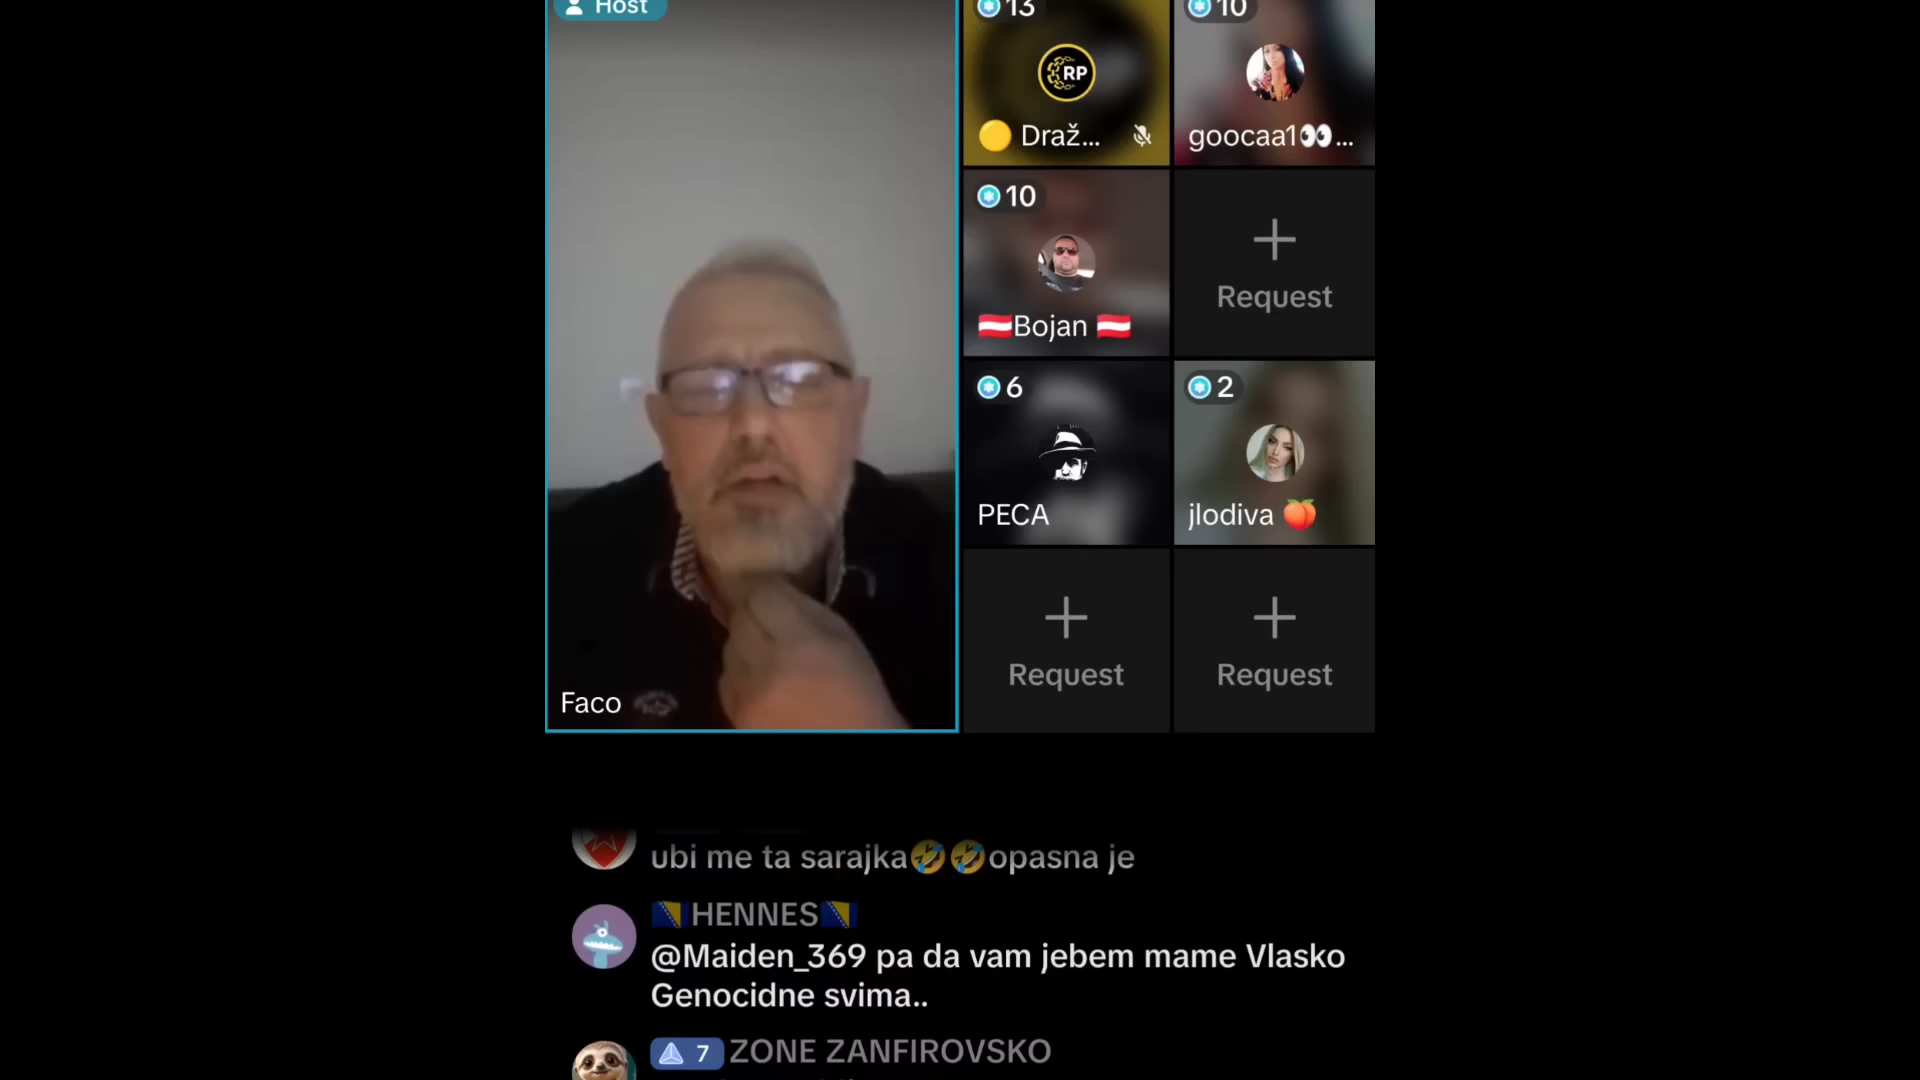 Host
13
10
RP
🟡 Draž...
goocaa1👀...
10
🇦🇹Bojan 🇦🇹
Request
6
2
PECA
jlodiva 🍑
Faco
Request
Request
ubi me ta sarajka🤣🤣opasna je
🇧🇦HENNES🇧🇦
@Maiden_369 pa da vam jebem mame Vlasko
Genocidne svima..
7 ZONE ZANFIROVSKO